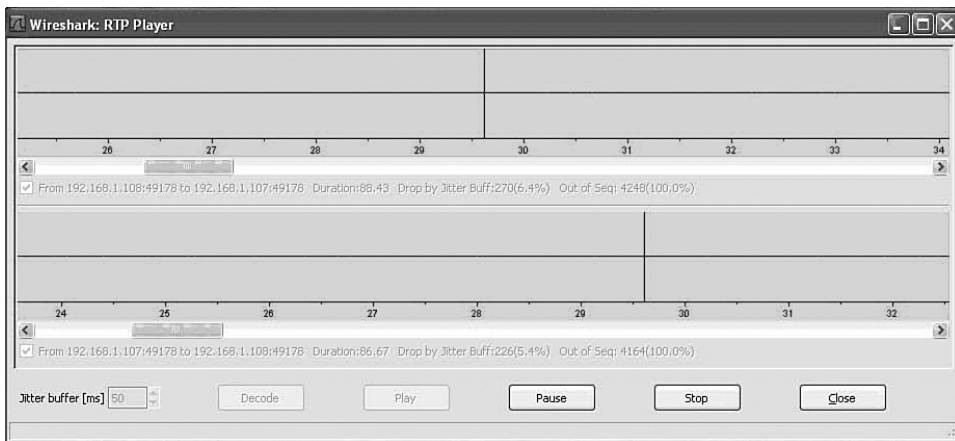 Wireshark: RTP Player
26 27 28 29 30 31 32 33 34
From 192.168.1.108:49178 to 192.168.1.107:49178 Duration:88.43 Drop by Jitter Buff:270(6.4%) Out of Seq: 4248(100.0%)
24 25 26 27 28 29 30 31 32
From 192.168.1.107:49178 to 192.168.1.108:49178 Duration:86.67 Drop by Jitter Buff:226(5.4%) Out of Seq: 4164(100.0%)
Jitter buffer [ms] 50 Decode Play Pause Stop Close